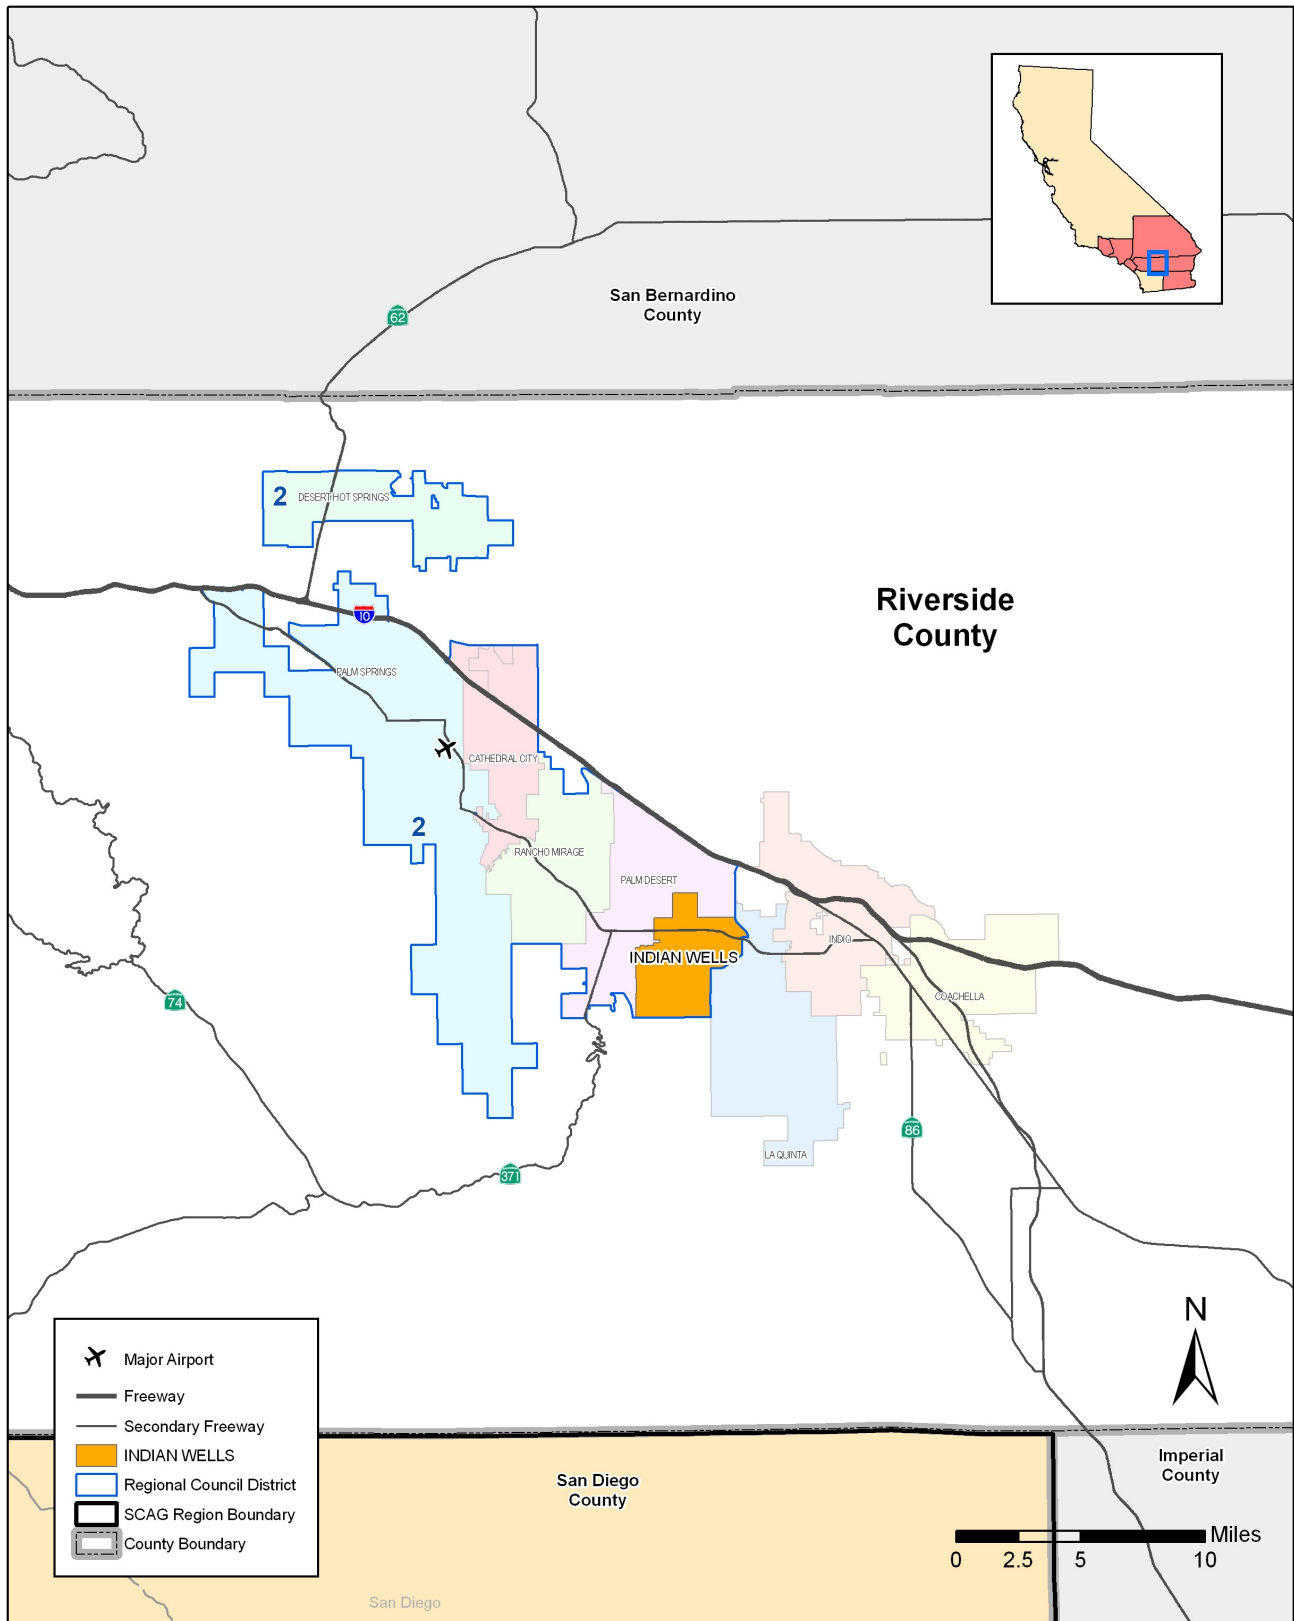 San Bernardino
County
62
2
DESERT HOT SPRINGS
Riverside
County
10
PALM SPRINGS
CATHEDRAL CITY
2
RANCHO MIRAGE
PALM DESERT
INDIAN WELLS
INDIO
COACHELLA
74
86
LA QUINTA
371
N
Major Airport
Freeway
Secondary Freeway
INDIAN WELLS
Regional Council District
SCAG Region Boundary
County Boundary
San Diego
County
Imperial
County
Miles
0 2.5 5 10
San Diego